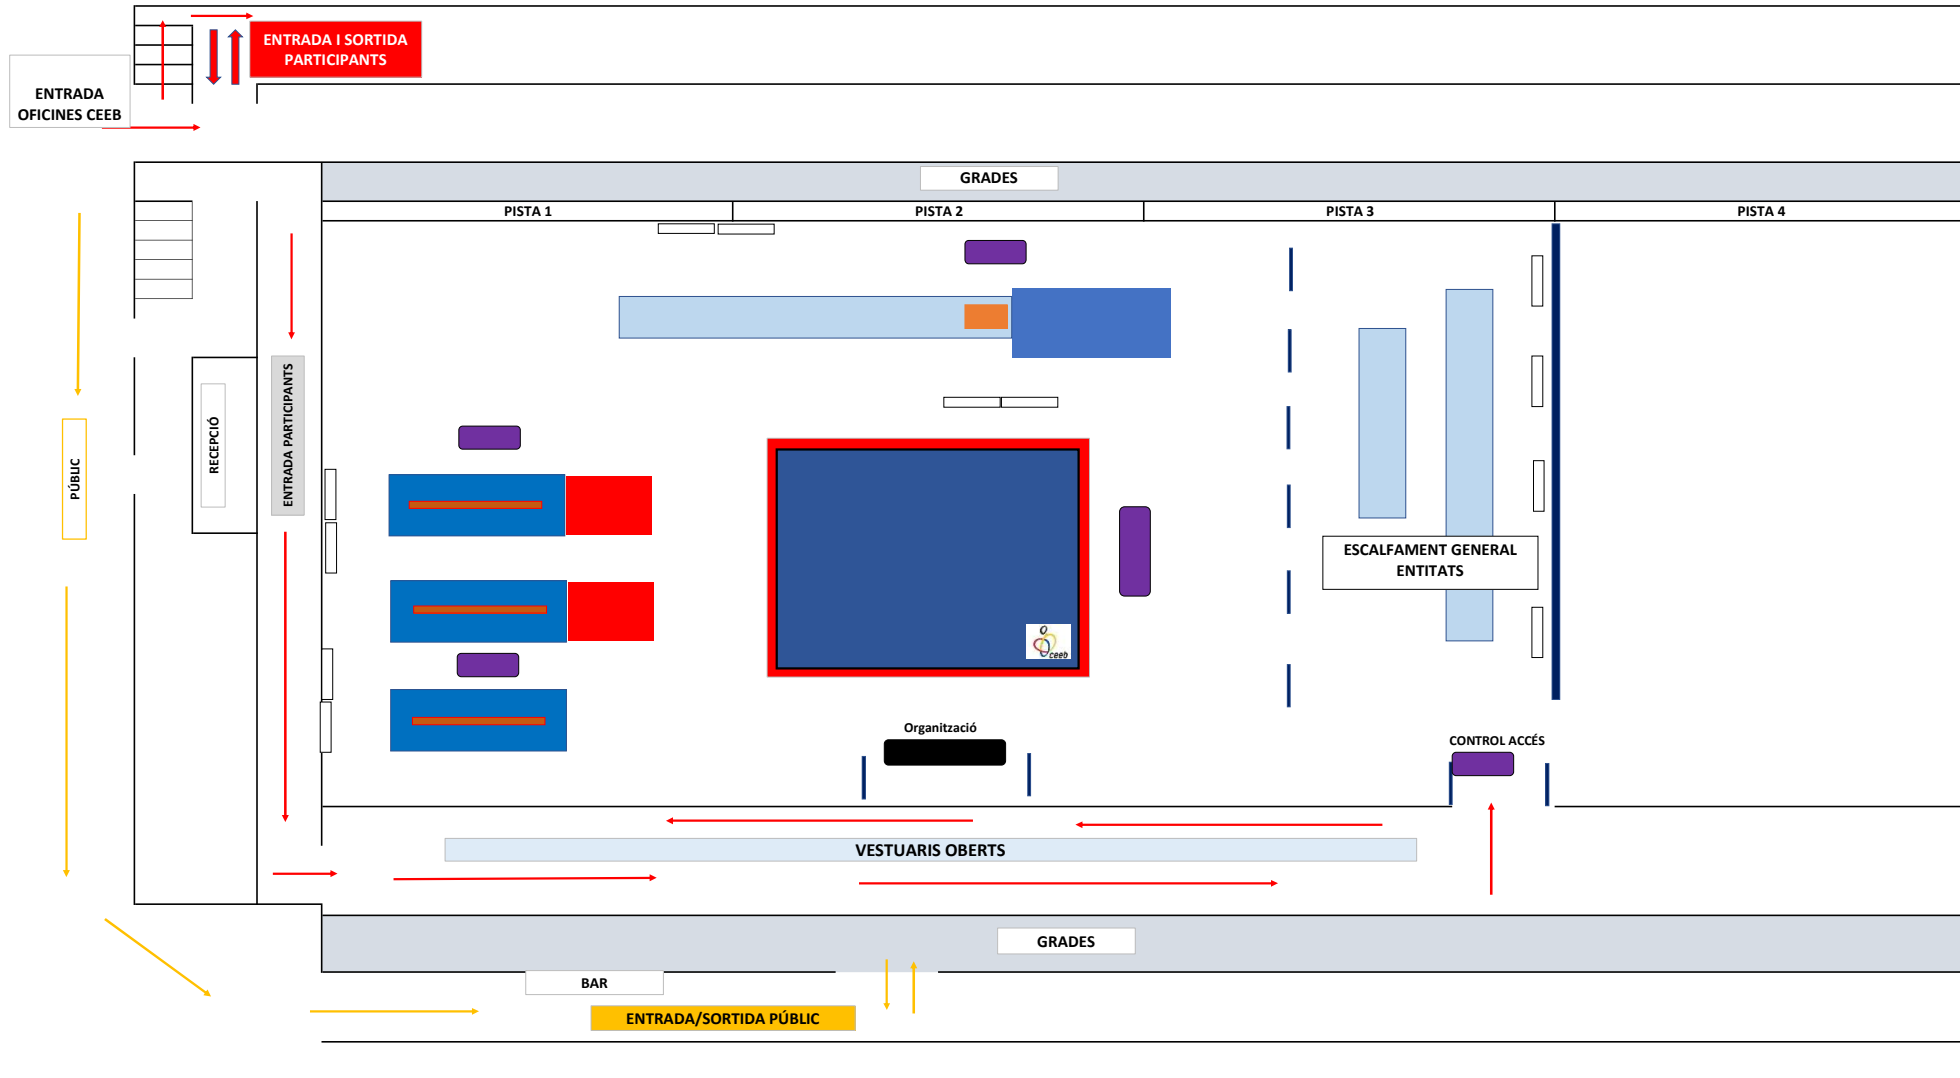 ENTRADA I SORTIDA
PARTICIPANTS
ENTRADA
OFICINES CEEB
GRADES
PISTA 1
PISTA 2
PISTA 3
PISTA 4
PÚBLIC
RECEPCIÓ
ENTRADA PARTICIPANTS
ESCALFAMENT GENERAL
ENTITATS
ceeb
Organització
CONTROL ACCÉS
VESTUARIS OBERTS
GRADES
BAR
ENTRADA/SORTIDA PÚBLIC